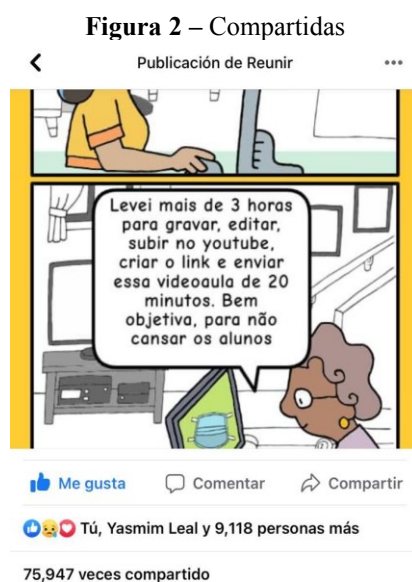 Figura 2 – Compartidas
Publicación de Reunir
Levei mais de 3 horas
para gravar, editar,
subir no youtube,
criar o link e enviar
essa videoaula de 20
minutos. Bem
objetiva, para não
cansar os alunos
Me gusta Comentar Compartir
Tú, Yasmim Leal y 9,118 personas más
75,947 veces compartido